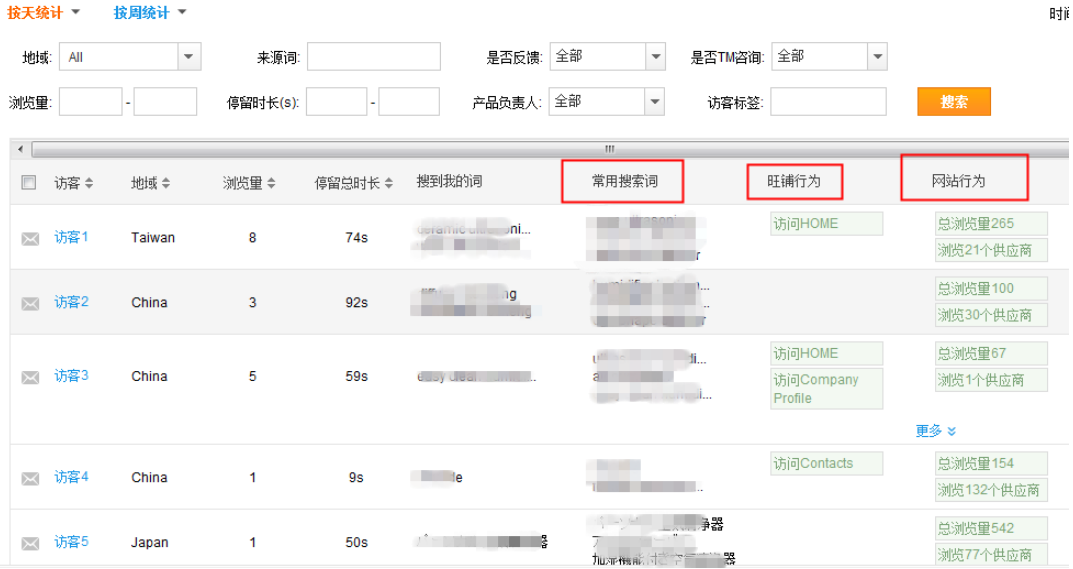 按天统计 按周统计
地域: All 来源词: 是否反馈: 全部 是否TM咨询: 全部
浏览量: - 停留时长(s): - 产品负责人: 全部 访客标签: 搜索
访客 地域 浏览量 停留总时长 搜到我的词 常用搜索词 旺铺行为 网站行为
访客1 Taiwan 8 74s 访问HOME 总浏览量265
浏览21个供应商
访客2 China 3 92s 总浏览量100
浏览30个供应商
访客3 China 5 59s 访问HOME 总浏览量67
访问Company 浏览1个供应商
Profile
更多
访客4 China 1 9s 访问Contacts 总浏览量154
浏览132个供应商
访客5 Japan 1 50s 总浏览量542
浏览77个供应商